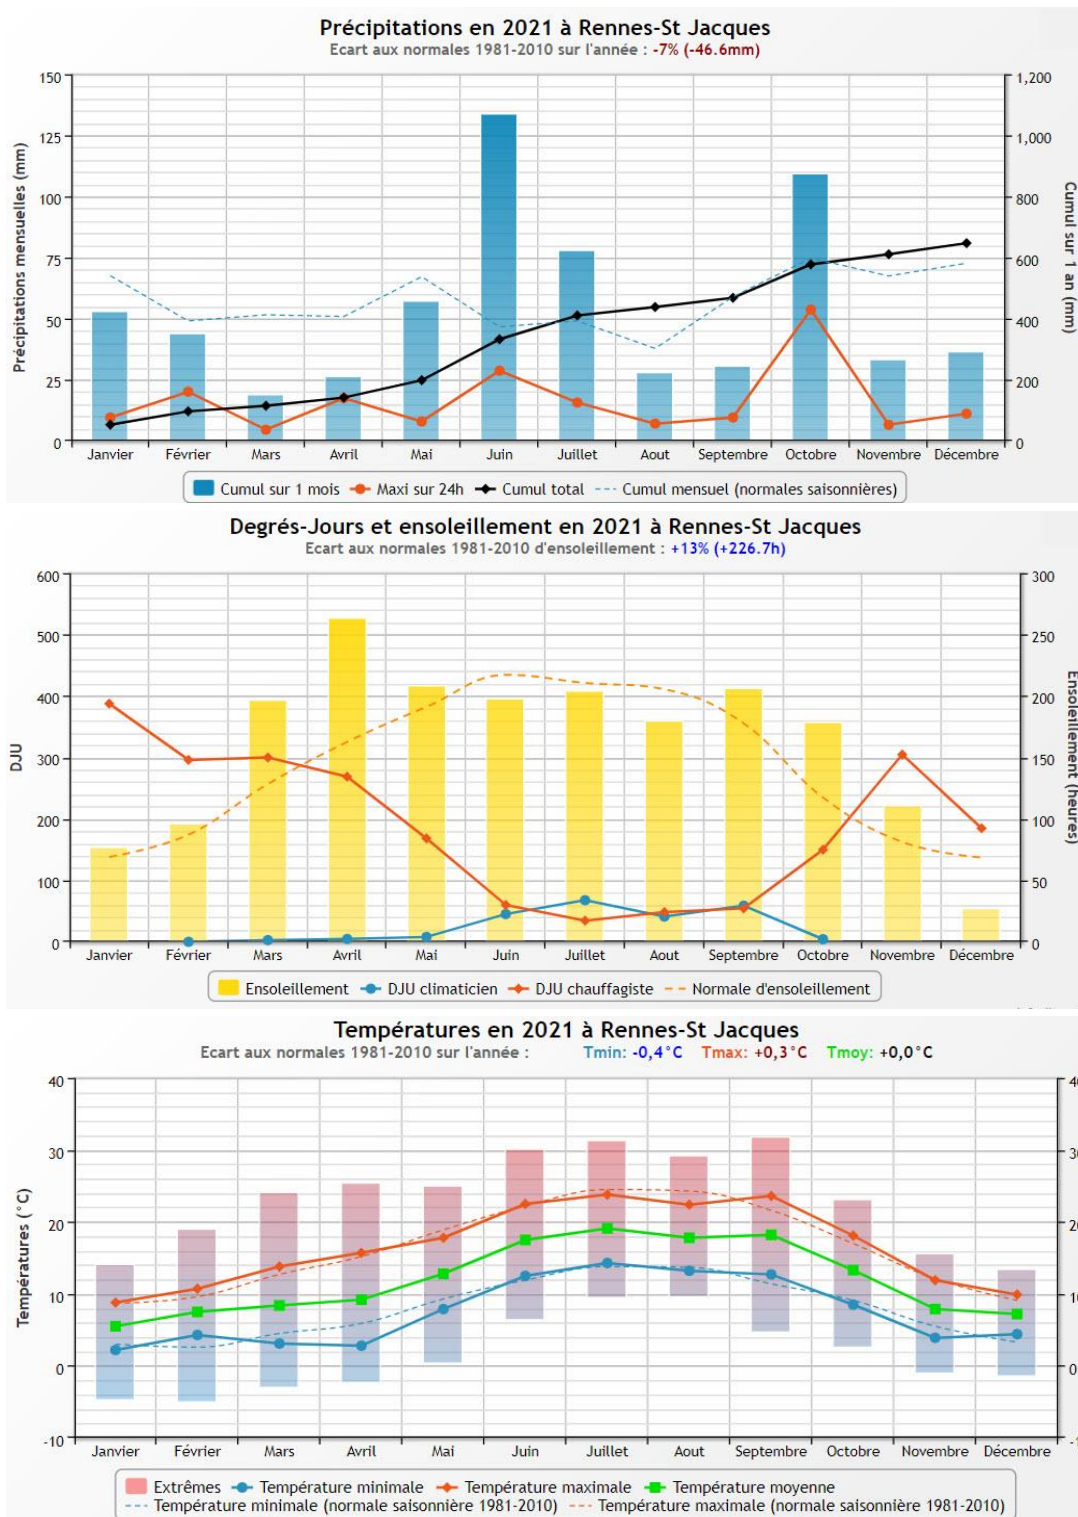 Précipitations en 2021 à Rennes-St Jacques
Ecart aux normales 1981-2010 sur l'année : -7% (-46.6mm)
Précipitations mensuelles (mm)
150
125
100
75
50
25
0
1,200
1,000
800
600
400
200
0
Cumul sur 1 an (mm)
Janvier Février Mars Avril Mai Juin Juillet Aout Septembre Octobre Novembre Décembre
Cumul sur 1 mois Maxi sur 24h Cumul total Cumul mensuel (normales saisonnières)
Degrés-Jours et ensoleillement en 2021 à Rennes-St Jacques
Ecart aux normales 1981-2010 d'ensoleillement : +13% (+226.7h)
DJU
600
500
400
300
200
100
0
300
250
200
150
100
50
0
Ensoleillement (heures)
Janvier Février Mars Avril Mai Juin Juillet Aout Septembre Octobre Novembre Décembre
Ensoleillement DJU climaticien DJU chauffagiste Normale d'ensoleillement
Températures en 2021 à Rennes-St Jacques
Ecart aux normales 1981-2010 sur l'année : Tmin: -0,4°C Tmax: +0,3°C Tmoy: +0,0°C
Températures (°C)
40
30
20
10
0
-10
Janvier Février Mars Avril Mai Juin Juillet Aout Septembre Octobre Novembre Décembre
Extrêmes Température minimale Température maximale Température moyenne
Température minimale (normale saisonnière 1981-2010) Température maximale (normale saisonnière 1981-2010)